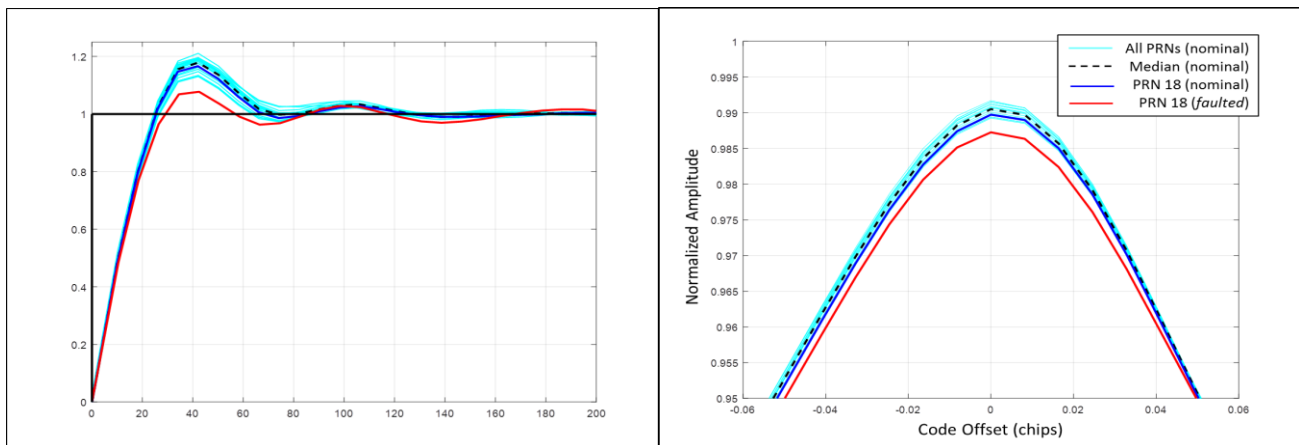 1.2
1
0.8
0.6
0.4
0.2
0
0 20 40 60 80 100 120 140 160 180 200
1
0.995
0.99
0.985
0.98
0.975
0.97
0.965
0.96
0.955
0.95
Normalized Amplitude
-0.06 -0.04 -0.02 0 0.02 0.04 0.06
Code Offset (chips)
All PRNs (nominal)
Median (nominal)
PRN 18 (nominal)
PRN 18 (faulted)